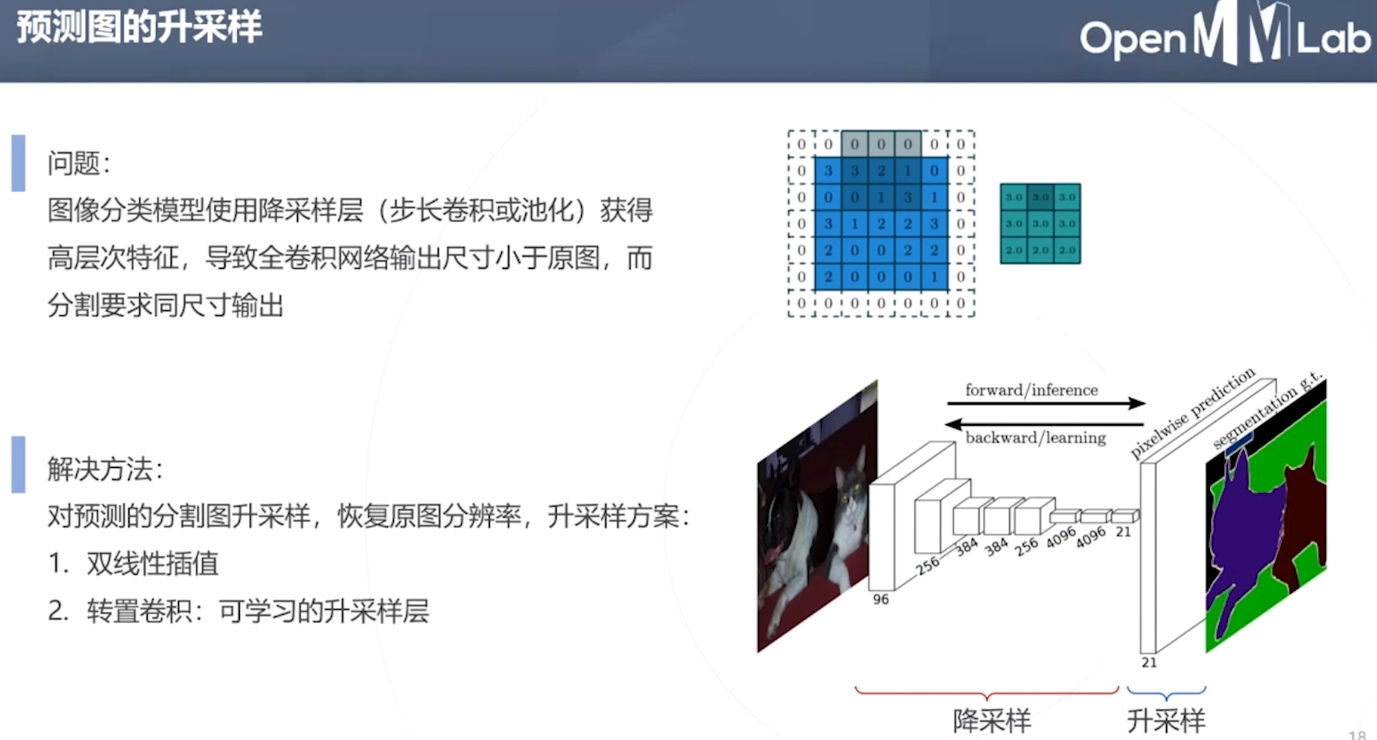 预测图的升采样
OpenMMLab
问题：
图像分类模型使用降采样层（步长卷积或池化）获得
高层次特征，导致全卷积网络输出尺寸小于原图，而
分割要求同尺寸输出
0 0 0 0 0 0 0
0 3 3 2 1 0 0
0 0 0 1 3 1 0
0 3 1 2 2 3 0
0 2 0 0 2 2 0
0 2 0 0 0 1 0
0 0 0 0 0 0 0
3.0 3.0 3.0
3.0 3.0 3.0
2.0 2.0 2.0
解决方法：
对预测的分割图升采样，恢复原图分辨率，升采样方案：
1. 双线性插值
2. 转置卷积：可学习的升采样层
forward/inference
backward/learning
pixelwise prediction
segmentation g.t.
96
256
384
384
256
4096
4096
21
21
降采样
升采样
18